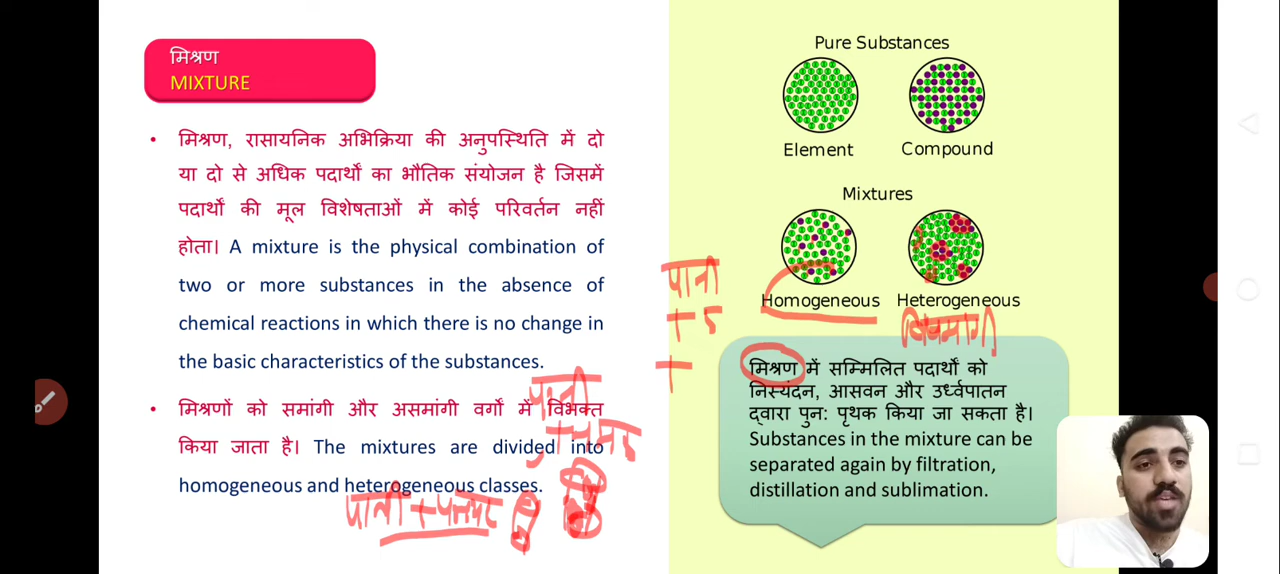 मिश्रण
MIXTURE
• मिश्रण, रासायनिक अभिक्रिया की अनुपस्थिति में दो
या दो से अधिक पदार्थों का भौतिक संयोजन है जिसमें
पदार्थों की मूल विशेषताओं में कोई परिवर्तन नहीं
होता। A mixture is the physical combination of
two or more substances in the absence of
chemical reactions in which there is no change in
the basic characteristics of the substances.
• मिश्रणों को समांगी और असमांगी वर्गों में विभक्त
किया जाता है। The mixtures are divided into
homogeneous and heterogeneous classes.
पानी + पत्थर
Pure Substances
Element Compound
Mixtures
Homogeneous Heterogeneous
पानी
+
+
मिश्रण में सम्मिलित पदार्थों को
निस्यंदन, आसवन और उर्ध्वपातन
द्वारा पुन: पृथक किया जा सकता है।
Substances in the mixture can be
separated again by filtration,
distillation and sublimation.